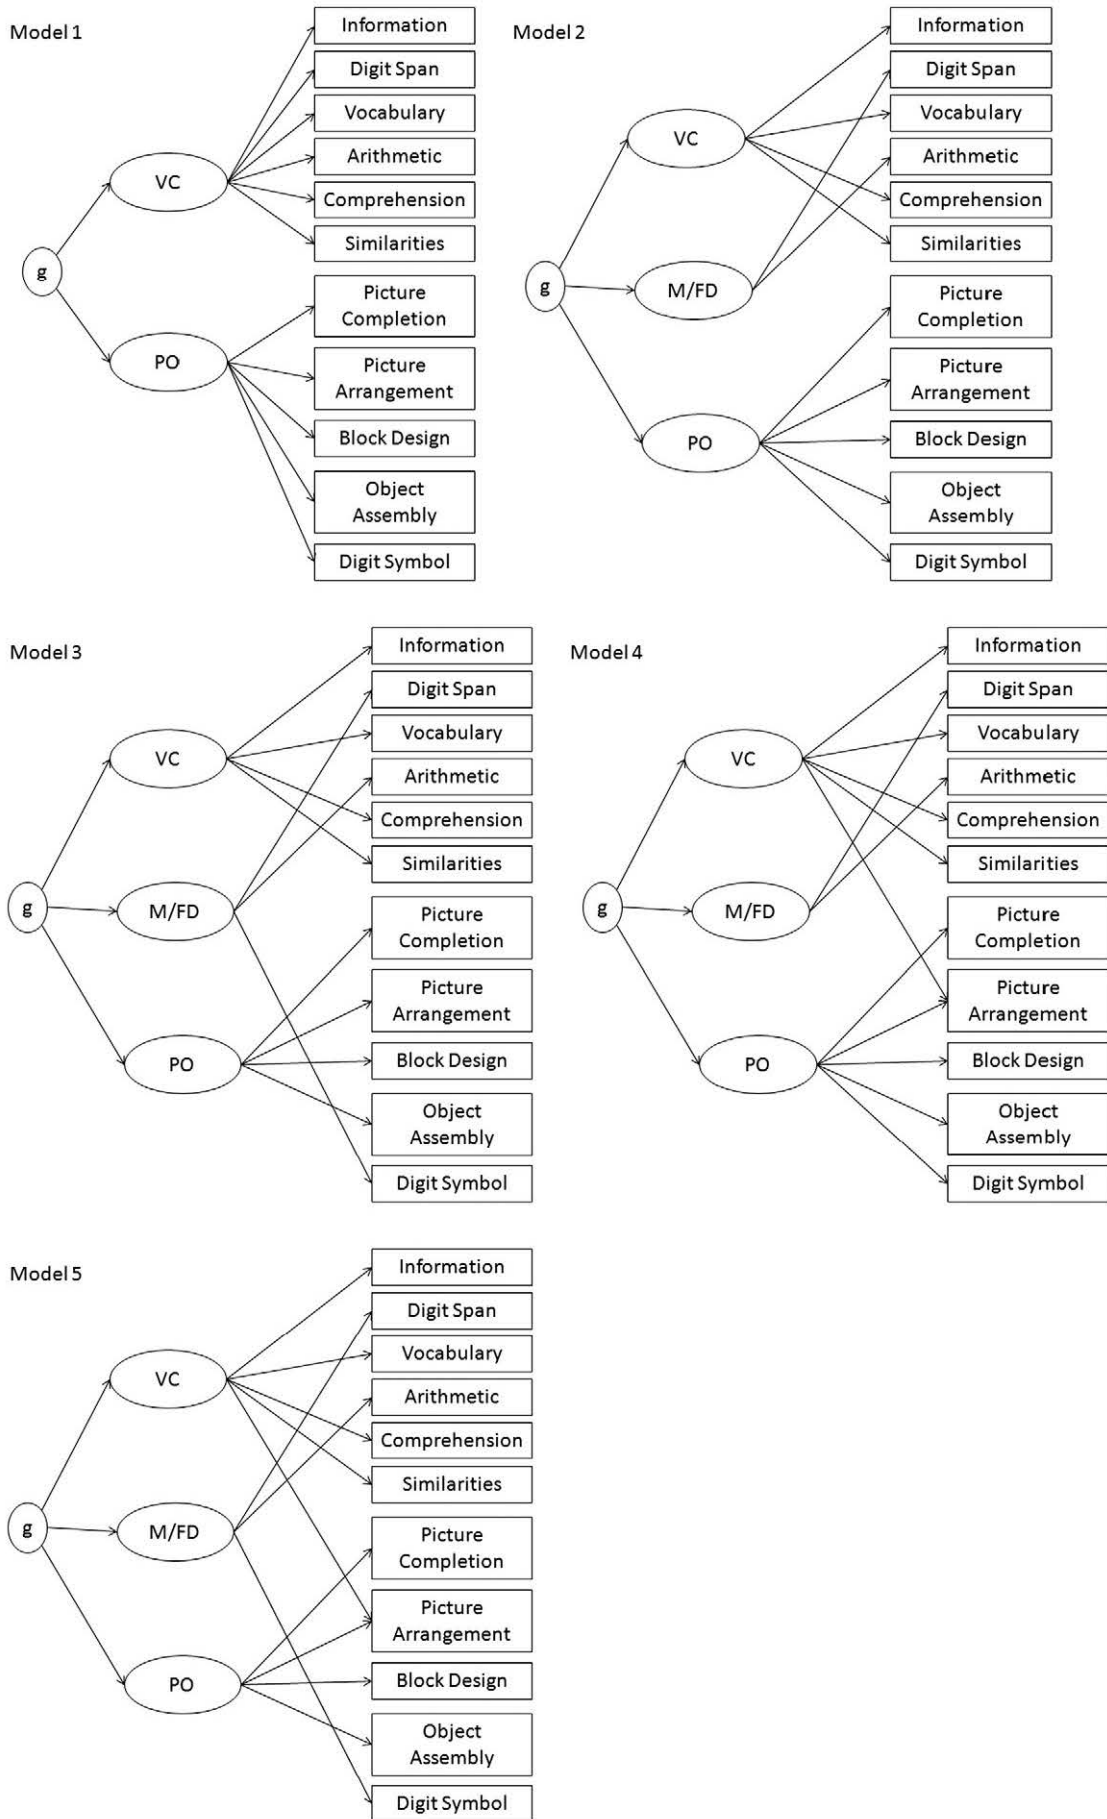 Model 1
Information
Digit Span
Vocabulary
VC
Arithmetic
Comprehension
Similarities
g
Picture
Completion
PO
Picture
Arrangement
Block Design
Object
Assembly
Digit Symbol
Model 2
Information
Digit Span
Vocabulary
VC
Arithmetic
Comprehension
Similarities
g
M/FD
Picture
Completion
Picture
Arrangement
PO
Block Design
Object
Assembly
Digit Symbol
Model 3
Information
Digit Span
Vocabulary
VC
Arithmetic
Comprehension
Similarities
g
M/FD
Picture
Completion
Picture
Arrangement
PO
Block Design
Object
Assembly
Digit Symbol
Model 4
Information
Digit Span
Vocabulary
VC
Arithmetic
Comprehension
Similarities
g
M/FD
Picture
Completion
Picture
Arrangement
PO
Block Design
Object
Assembly
Digit Symbol
Model 5
Information
Digit Span
Vocabulary
VC
Arithmetic
Comprehension
Similarities
g
M/FD
Picture
Completion
Picture
Arrangement
PO
Block Design
Object
Assembly
Digit Symbol